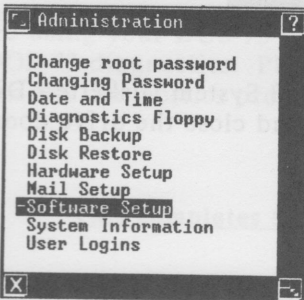 Administration
?
Change root password
Changing Password
Date and Time
Diagnostics Floppy
Disk Backup
Disk Restore
Hardware Setup
Mail Setup
-Software Setup
System Information
User Logins
X